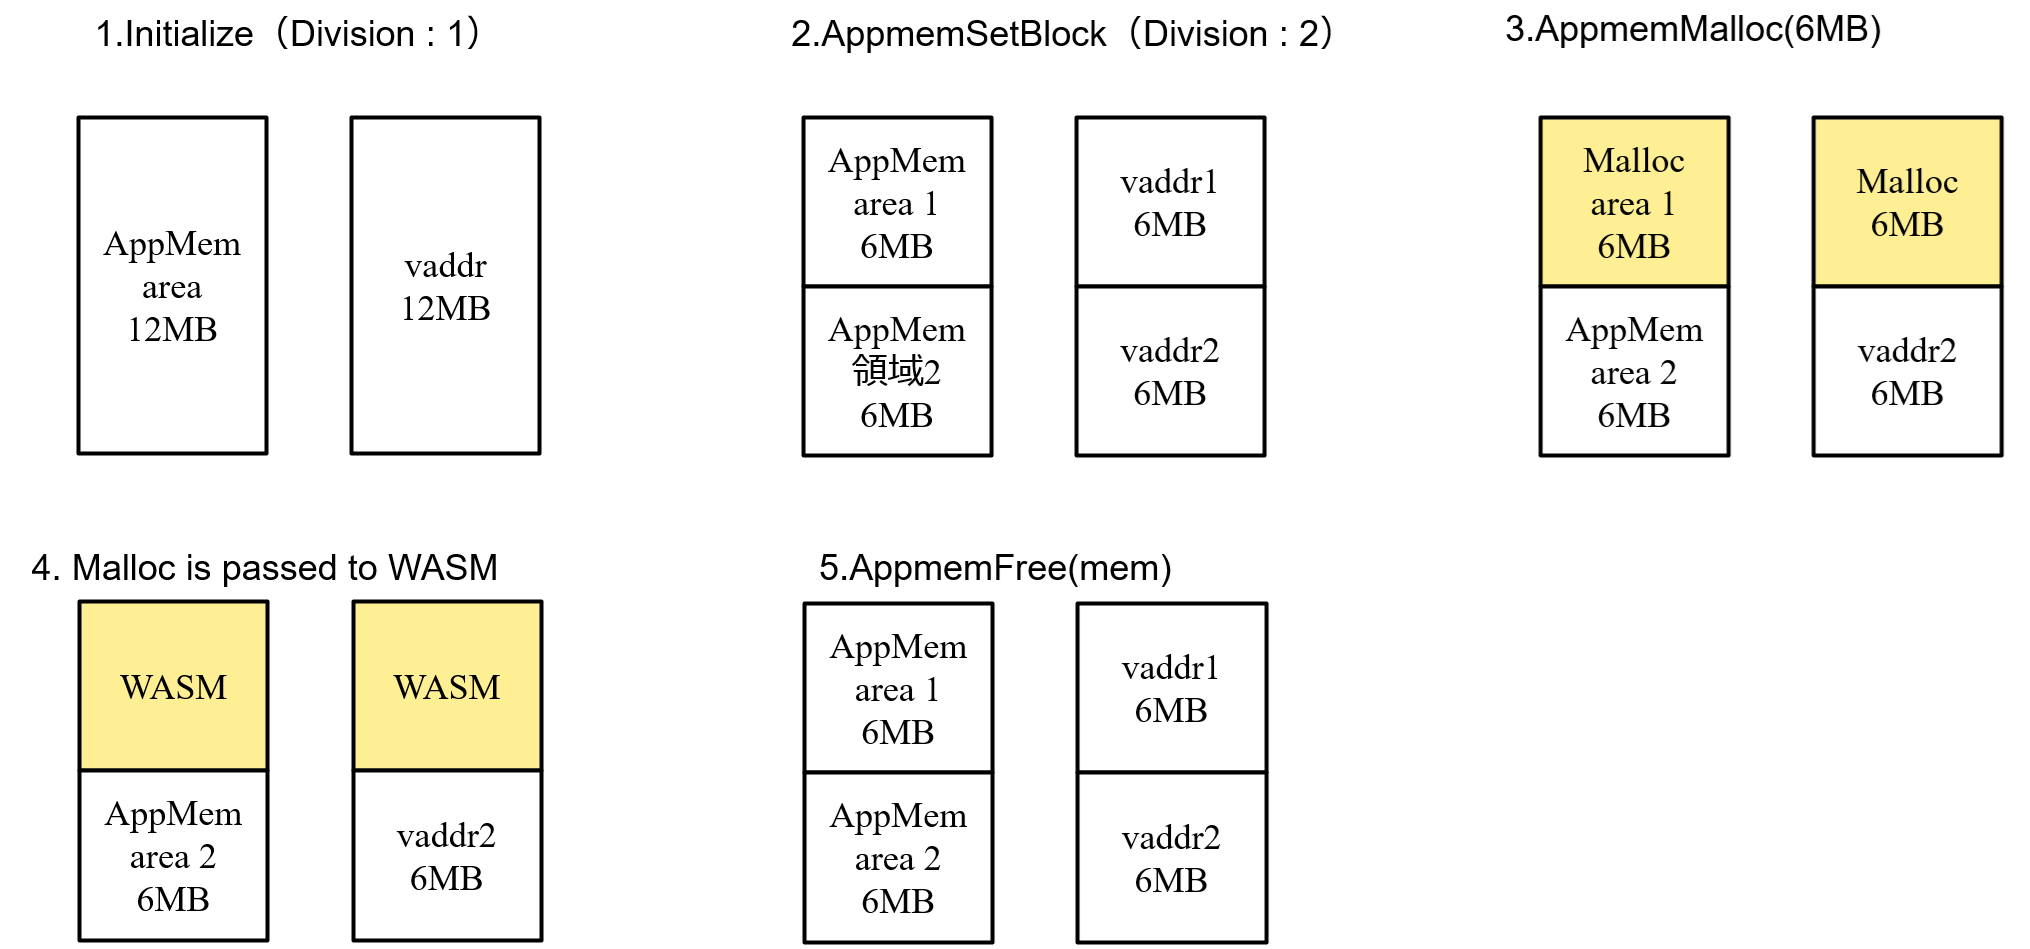 1.Initialize（Division : 1）
AppMem
area
12MB
vaddr
12MB
2.AppmemSetBlock（Division : 2）
AppMem
area 1
6MB
AppMem
領域2
6MB
vaddr1
6MB
vaddr2
6MB
3.AppmemMalloc(6MB)
Malloc
area 1
6MB
AppMem
area 2
6MB
Malloc
6MB
vaddr2
6MB
4. Malloc is passed to WASM
WASM
AppMem
area 2
6MB
WASM
vaddr2
6MB
5.AppmemFree(mem)
AppMem
area 1
6MB
AppMem
area 2
6MB
vaddr1
6MB
vaddr2
6MB